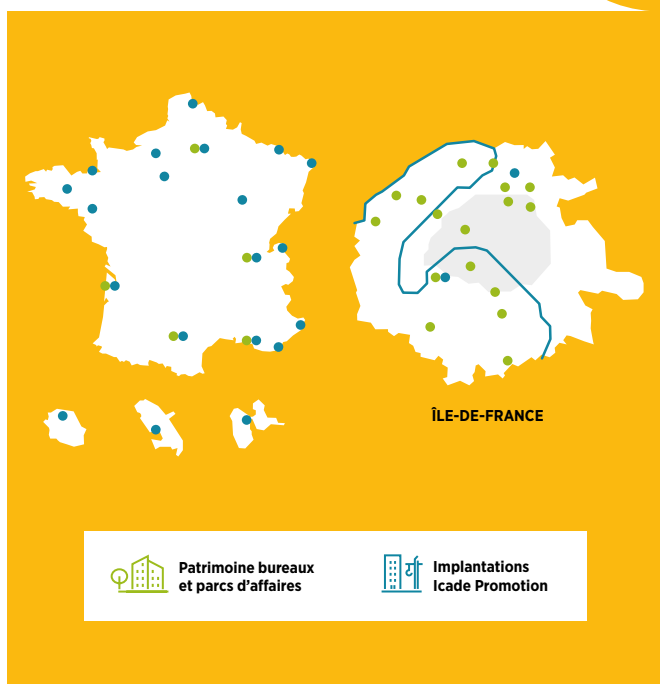 ÎLE-DE-FRANCE
Patrimoine bureaux
et parcs d’affaires
Implantations
Icade Promotion